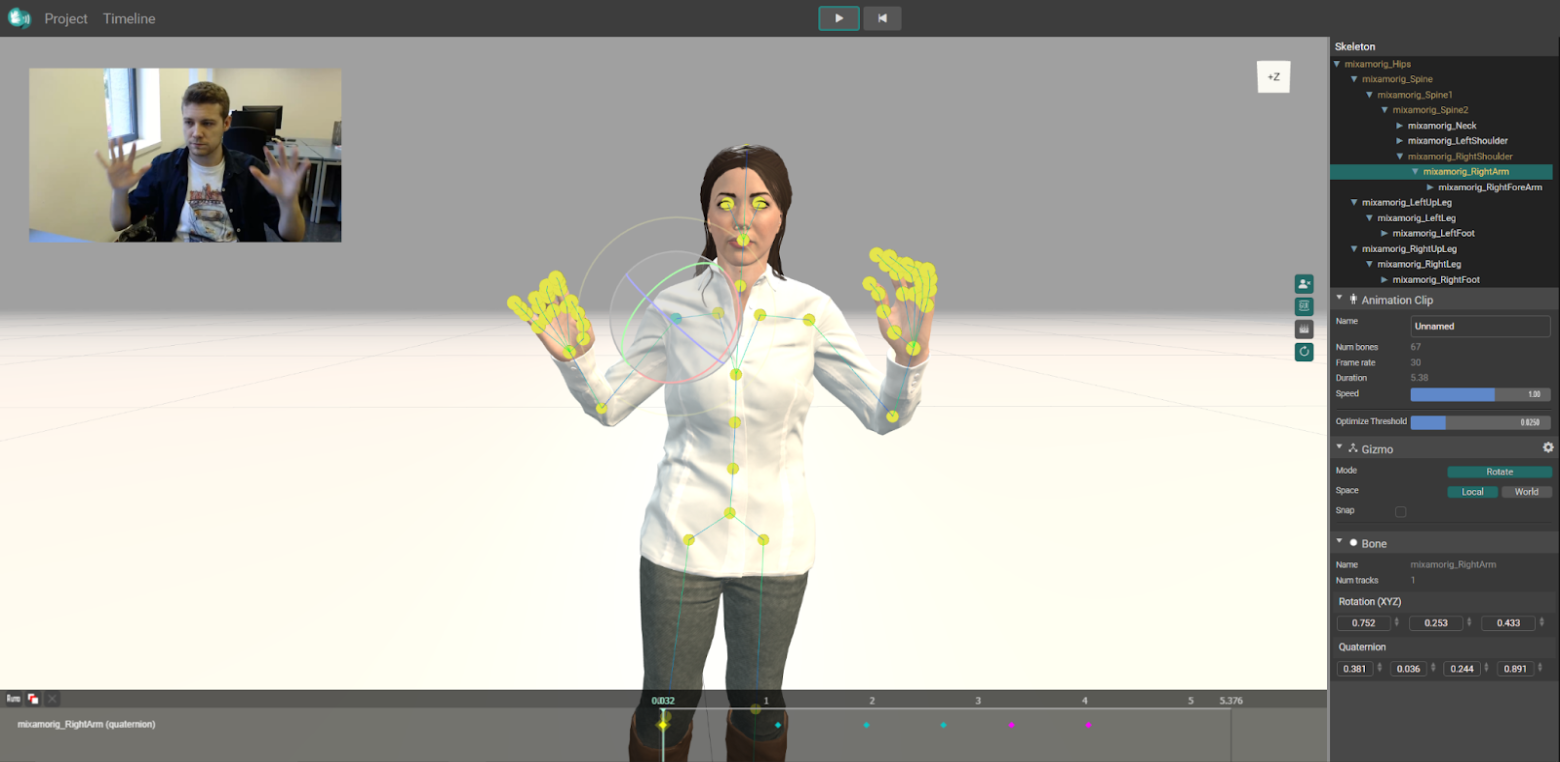 Project Timeline
+Z
Skeleton
mixamorig_Hips
mixamorig_Spine
mixamorig_Spine1
mixamorig_Spine2
mixamorig_Neck
mixamorig_LeftShoulder
mixamorig_RightShoulder
mixamorig_RightArm
mixamorig_RightForeArm
mixamorig_LeftUpLeg
mixamorig_LeftLeg
mixamorig_LeftFoot
mixamorig_RightUpLeg
mixamorig_RightLeg
mixamorig_RightFoot
Animation Clip
Name Unnamed
Num bones 67
Frame rate 30
Duration 5.38
Speed 1.00
Optimize Threshold 0.0250
Gizmo
Mode Rotate
Space Local World
Snap
Bone
Name mixamorig_RightArm
Num tracks 1
Rotation (XYZ)
0.752 0.253 0.433
Quaternion
0.381 0.036 0.244 0.891
0.032 1 2 3 4 5 5.376
mixamorig_RightArm (quaternion)